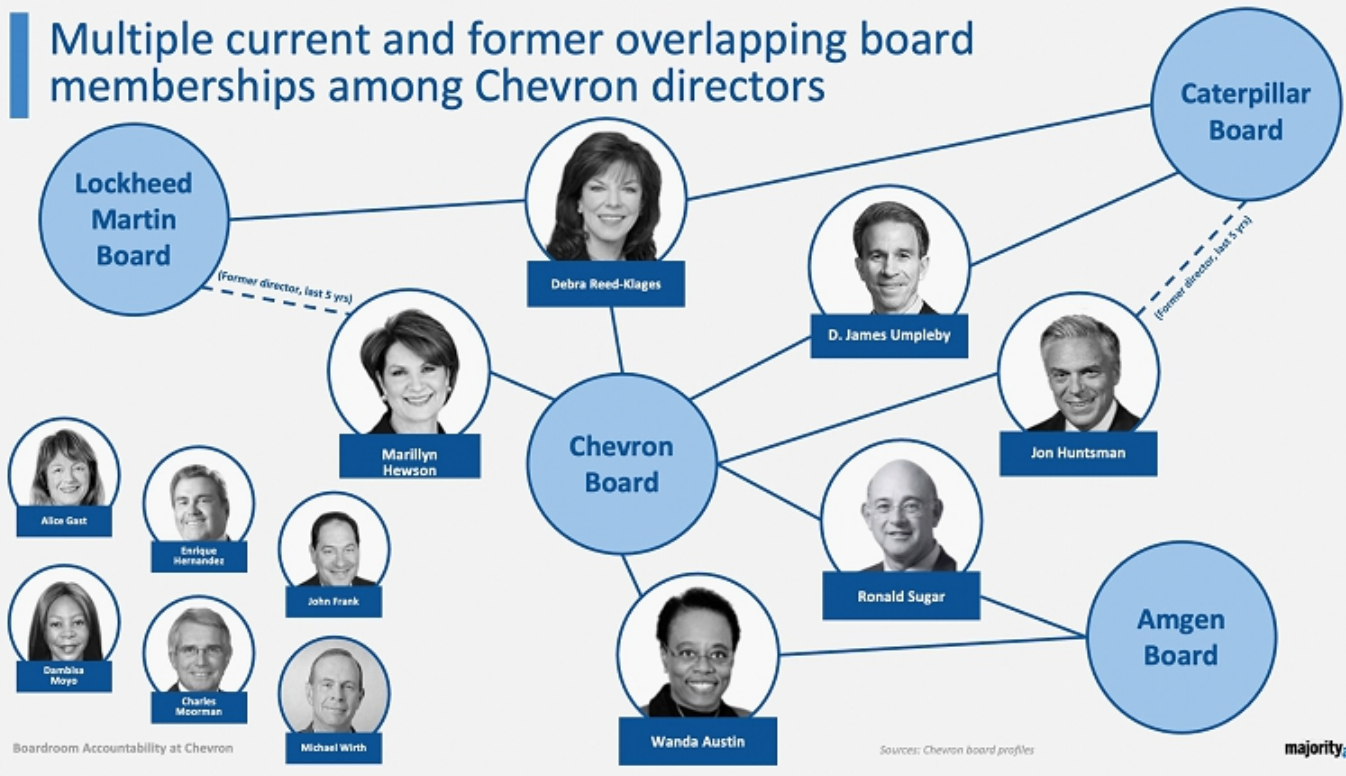 Multiple current and former overlapping board
memberships among Chevron directors
Caterpillar
Board
Lockheed
Martin
Board
(Former director, last 5 yrs)
Debra Reed-Klages
D. James Umpleby
(Former director, last 5 yrs)
Marillyn
Hewson
Chevron
Board
Jon Huntsman
Alice Gast
Enrique
Hernandez
John Frank
Ronald Sugar
Amgen
Board
Dambisa
Moyo
Charles
Moorman
Michael Wirth
Wanda Austin
Boardroom Accountability at Chevron
Sources: Chevron board profiles
majority